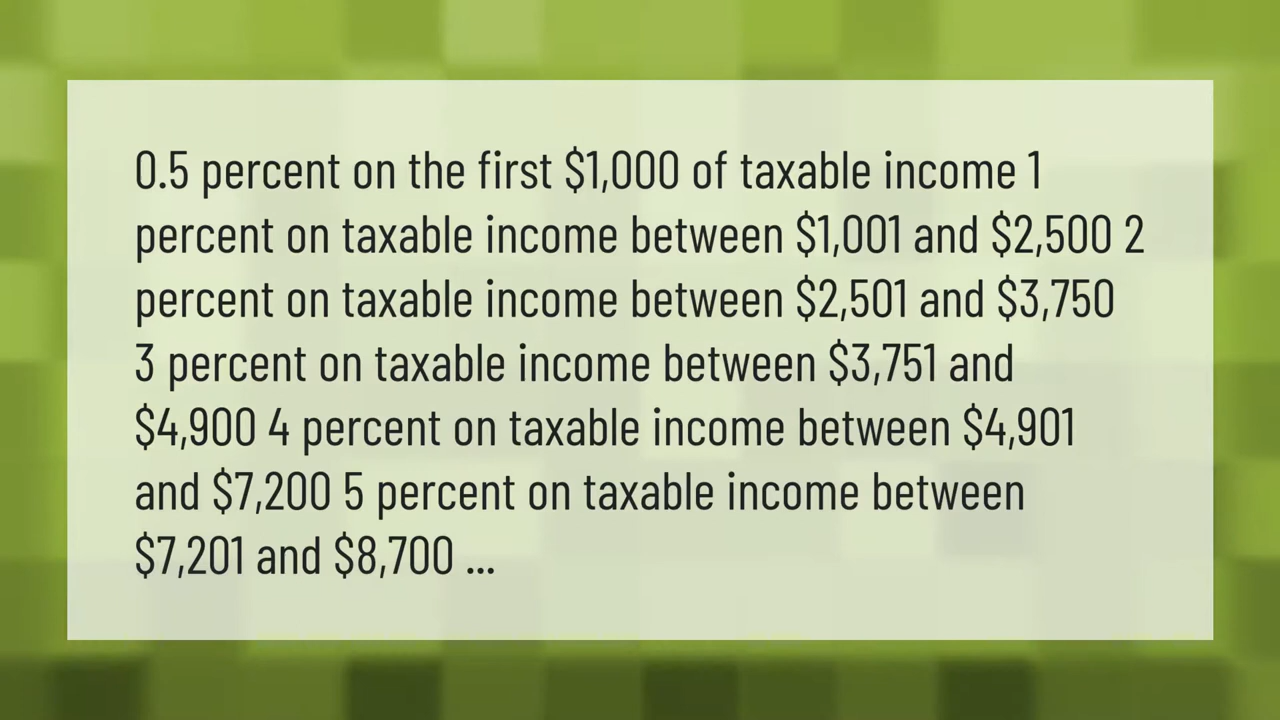 0.5 percent on the first $1,000 of taxable income 1
percent on taxable income between $1,001 and $2,500 2
percent on taxable income between $2,501 and $3,750
3 percent on taxable income between $3,751 and
$4,900 4 percent on taxable income between $4,901
and $7,200 5 percent on taxable income between
$7,201 and $8,700 ...